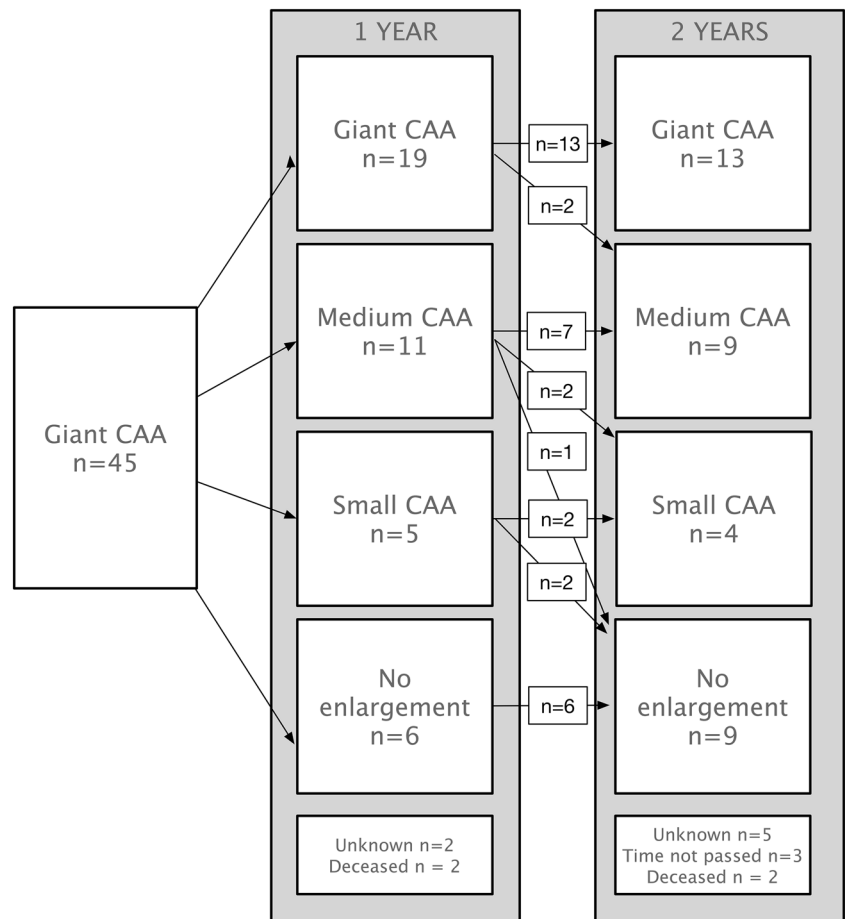 1 YEAR
2 YEARS
Giant CAA
n=45
Giant CAA
n=19
Medium CAA
n=11
Small CAA
n=5
No
enlargement
n=6
Unknown n=2
Deceased n = 2
n=13
n=2
n=7
n=2
n=1
n=2
n=2
n=6
Giant CAA
n=13
Medium CAA
n=9
Small CAA
n=4
No
enlargement
n=9
Unknown n=5
Time not passed n=3
Deceased n = 2